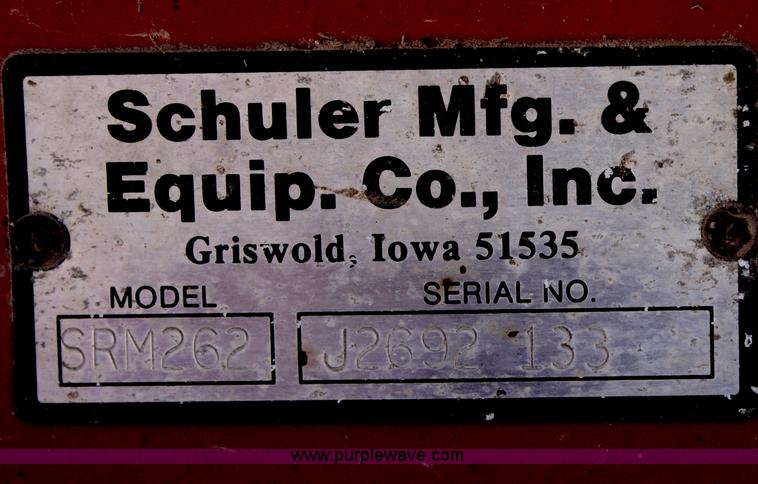 Schuler Mfg. &
Equip. Co., Inc.
Griswold, Iowa 51535
MODEL SERIAL NO.
SRM262 J2692 133
www.purplewave.com